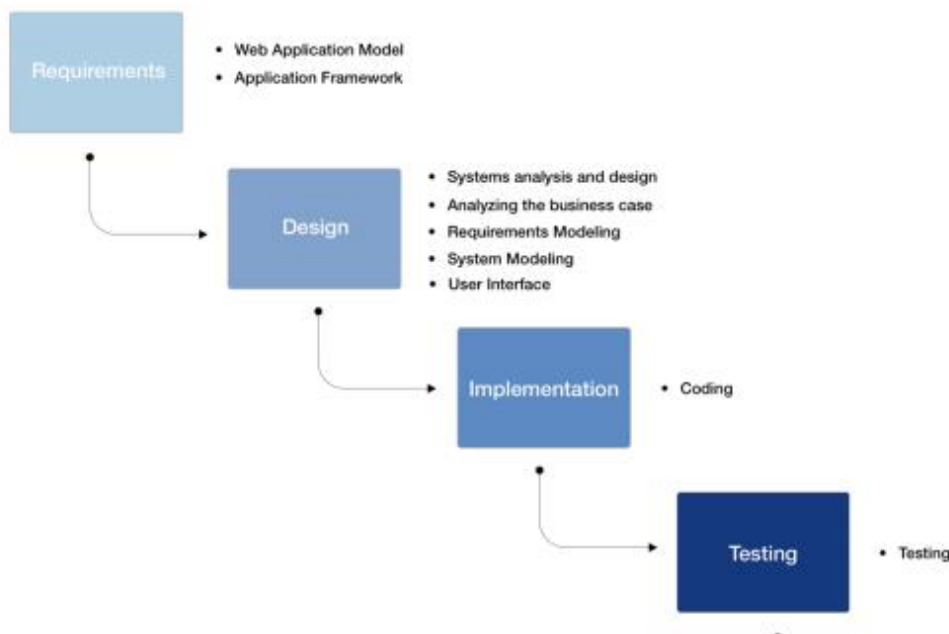 Requirements
• Web Application Model
• Application Framework
Design
• Systems analysis and design
• Analyzing the business case
• Requirements Modeling
• System Modeling
• User Interface
Implementation
• Coding
Testing
• Testing